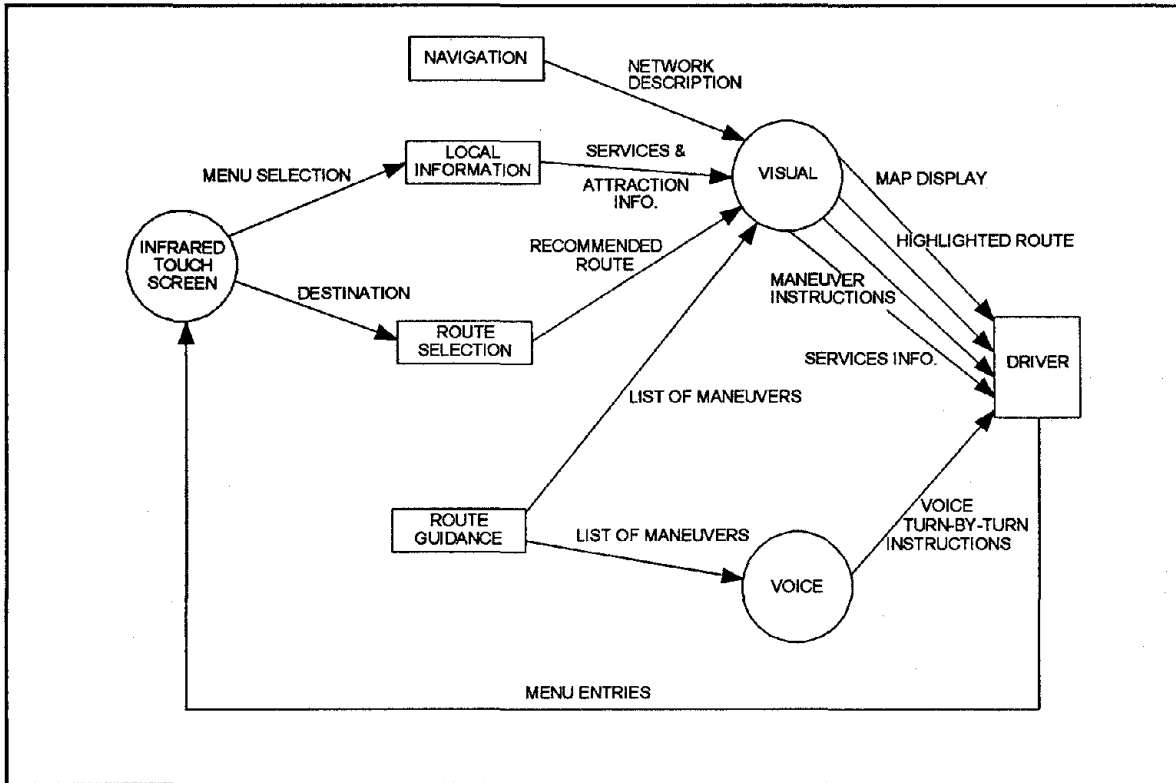 NAVIGATION
NETWORK
DESCRIPTION
LOCAL
INFORMATION
SERVICES &
ATTRACTION
INFO.
MENU SELECTION
VISUAL
MAP DISPLAY
INFRARED
TOUCH
SCREEN
RECOMMENDED
ROUTE
HIGHLIGHTED ROUTE
DESTINATION
MANEUVER
INSTRUCTIONS
ROUTE
SELECTION
SERVICES INFO.
DRIVER
LIST OF MANEUVERS
ROUTE
GUIDANCE
LIST OF MANEUVERS
VOICE
TURN-BY-TURN
INSTRUCTIONS
VOICE
MENU ENTRIES